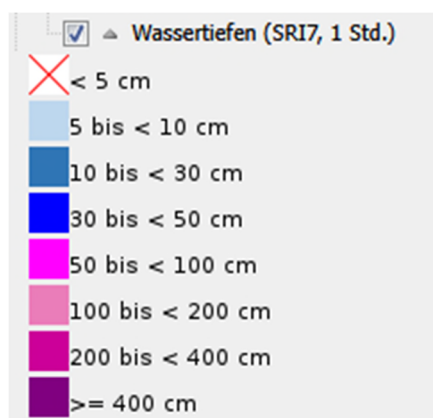 Wassertiefen (SRI7, 1 Std.)
< 5 cm
5 bis < 10 cm
10 bis < 30 cm
30 bis < 50 cm
50 bis < 100 cm
100 bis < 200 cm
200 bis < 400 cm
>= 400 cm